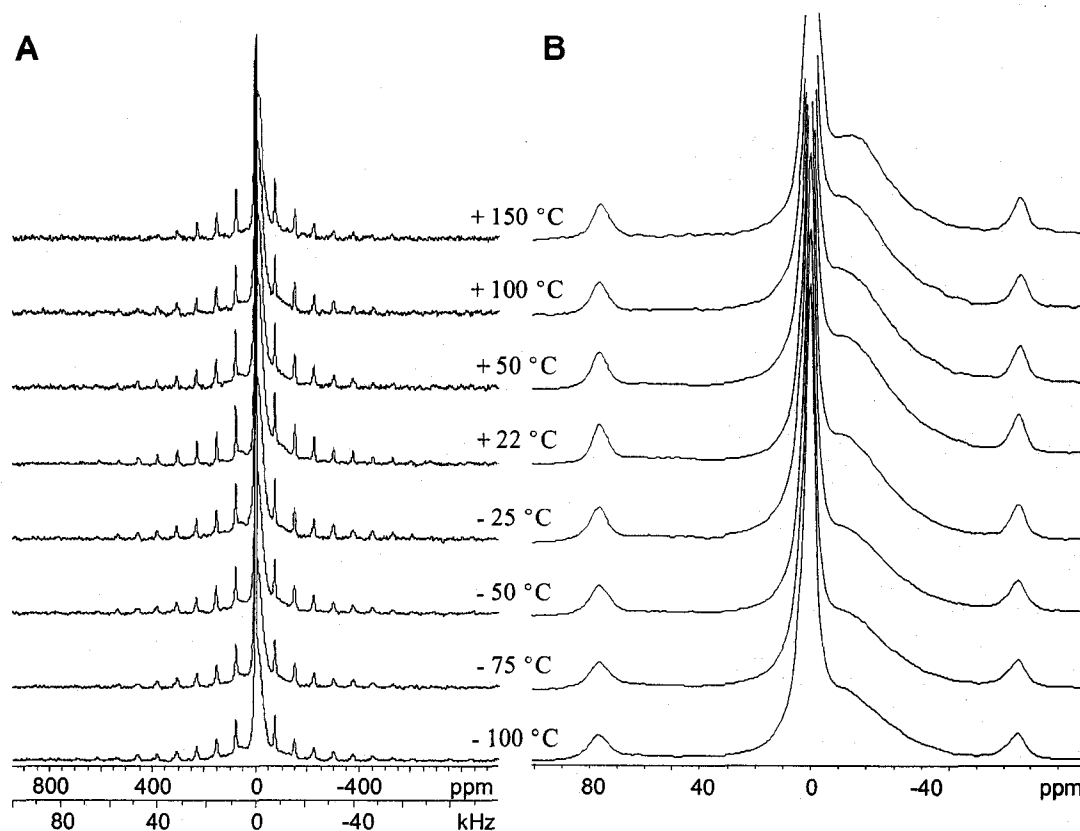 A
B
+ 150 °C
+ 100 °C
+ 50 °C
+ 22 °C
- 25 °C
- 50 °C
- 75 °C
- 100 °C
800 400 0 -400 ppm
80 40 0 -40 kHz
80 40 0 -40 ppm